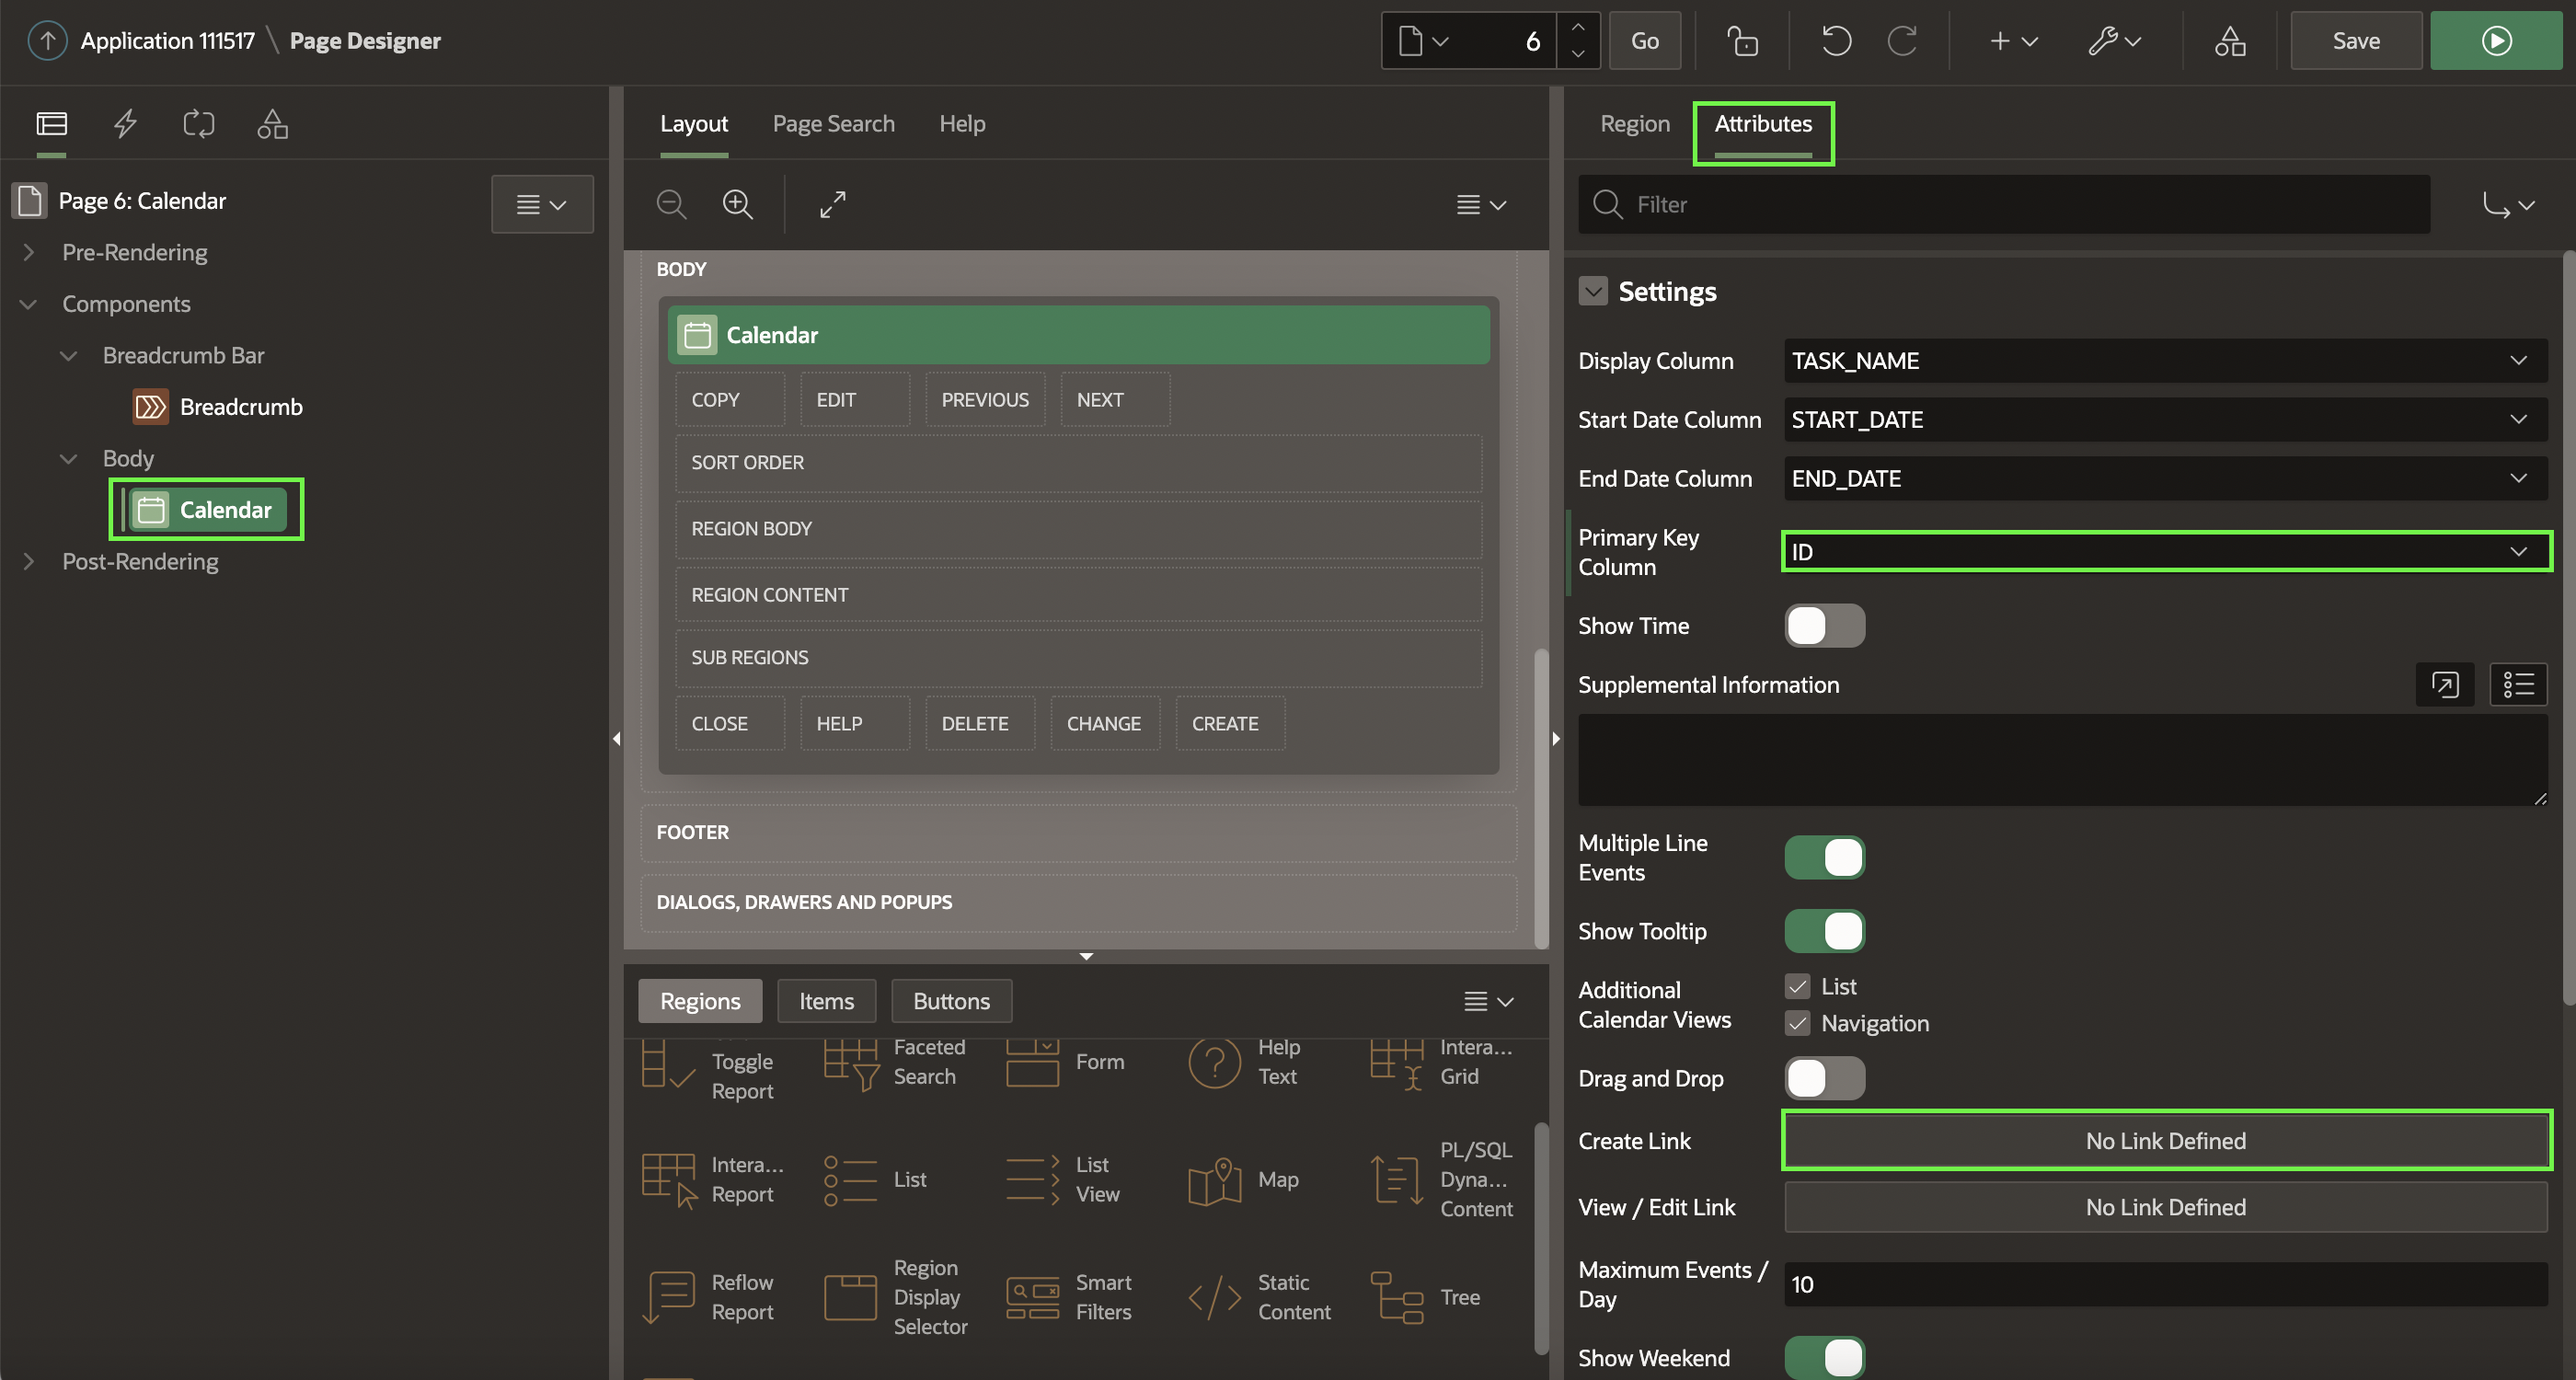 Application 111517 \ Page Designer
6
Go
Save
Page 6: Calendar
Pre-Rendering
Components
Breadcrumb Bar
Breadcrumb
Body
Calendar
Post-Rendering
Layout
Page Search
Help
BODY
Calendar
COPY
EDIT
PREVIOUS
NEXT
SORT ORDER
REGION BODY
REGION CONTENT
SUB REGIONS
CLOSE
HELP
DELETE
CHANGE
CREATE
FOOTER
DIALOGS, DRAWERS AND POPUPS
Regions
Items
Buttons
Toggle
Report
Faceted
Search
Form
Help
Text
Intera...
Grid
Intera...
Report
List
List
View
Map
PL/SQL
Dyna...
Content
Reflow
Report
Region
Display
Selector
Smart
Filters
Static
Content
Tree
Region
Attributes
Filter
Settings
Display Column
TASK_NAME
Start Date Column
START_DATE
End Date Column
END_DATE
Primary Key
Column
ID
Show Time
Supplemental Information
Multiple Line
Events
Show Tooltip
Additional
Calendar Views
List
Navigation
Drag and Drop
Create Link
No Link Defined
View / Edit Link
No Link Defined
Maximum Events /
Day
10
Show Weekend